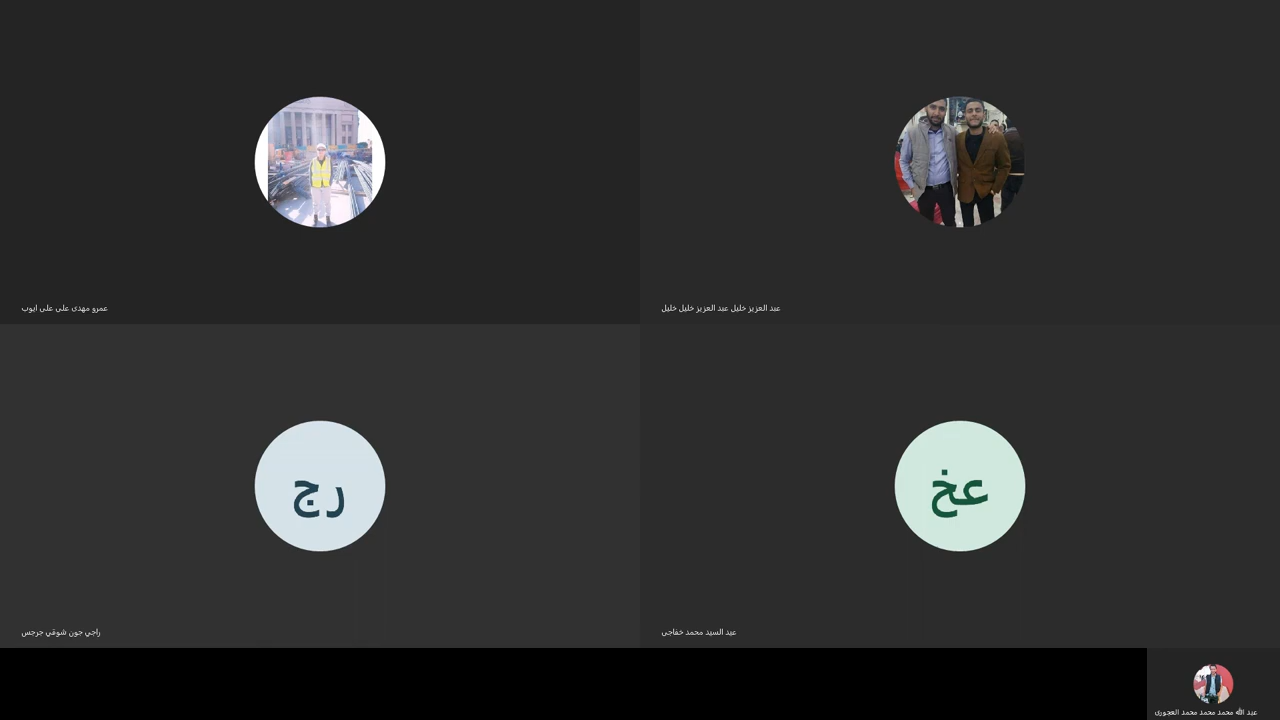 عمرو مهدى على على ايوب
عبد العزيز خليل عبد العزيز خليل خليل
رج
عخ
راجي جون شوقي جرجس
عيد السيد محمد خفاجى
عبد الله محمد محمد محمد العجوزى